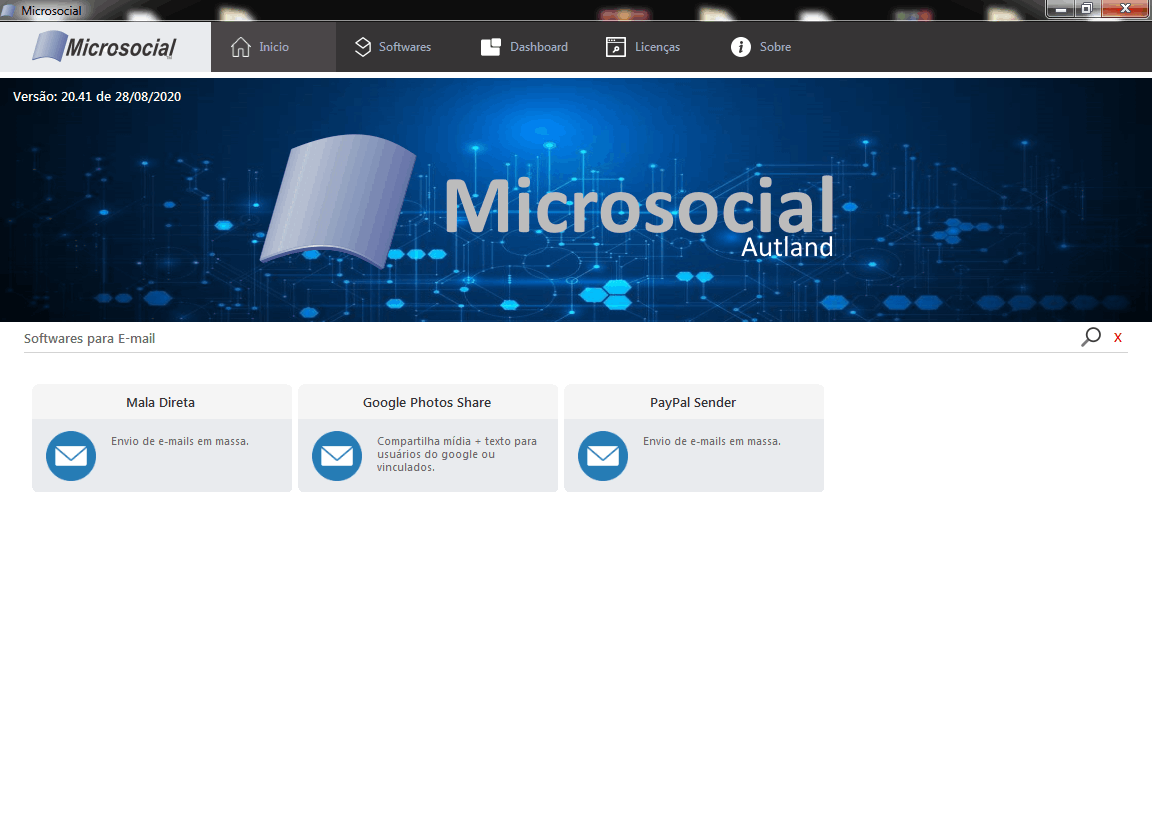 Microsocial
Microsocial
Inicio
Softwares
Dashboard
Licenças
Sobre
Versão: 20.41 de 28/08/2020
Microsocial
Autland
Softwares para E-mail
X
Mala Direta
Envio de e-mails em massa.
Google Photos Share
Compartilha mídia + texto para
usuários do google ou
vinculados.
PayPal Sender
Envio de e-mails em massa.